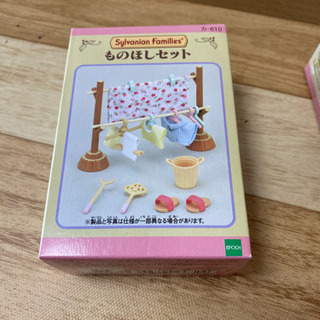 カ-610
Sylvanian Families
ものほしセット
※製品と写真は仕様が一部異なる場合があります。
EPOCH